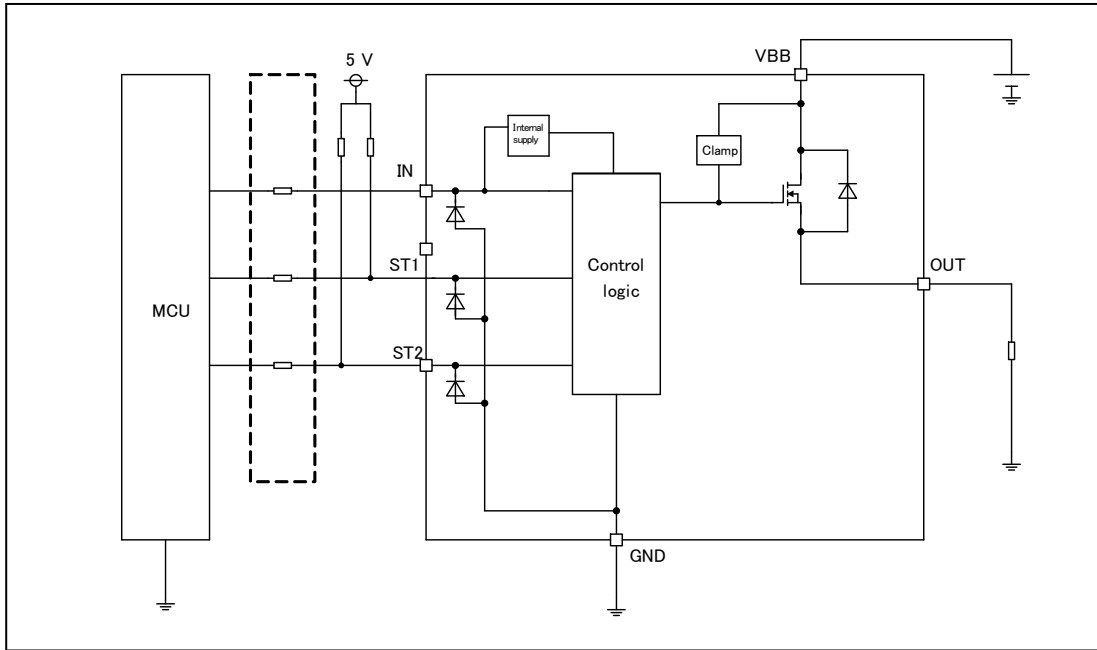 5 V
VBB
Internal
supply
Clamp
IN
ST1
Control
logic
OUT
MCU
ST2
GND